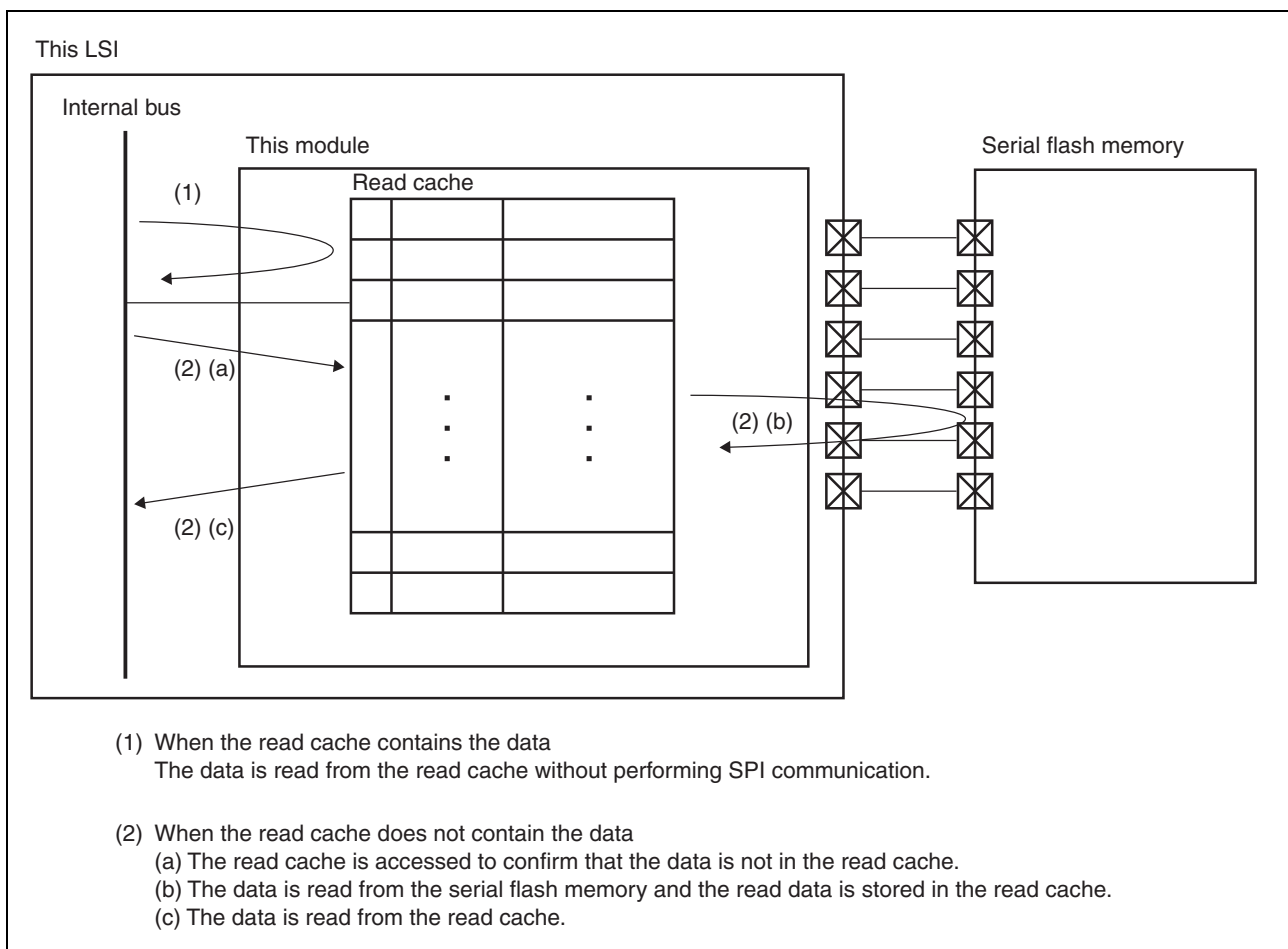 This LSI
Internal bus
This module
Serial flash memory
Read cache
(1)
(2) (a)
(2) (b)
(2) (c)
(1) When the read cache contains the data
The data is read from the read cache without performing SPI communication.
(2) When the read cache does not contain the data
(a) The read cache is accessed to confirm that the data is not in the read cache.
(b) The data is read from the serial flash memory and the read data is stored in the read cache.
(c) The data is read from the read cache.